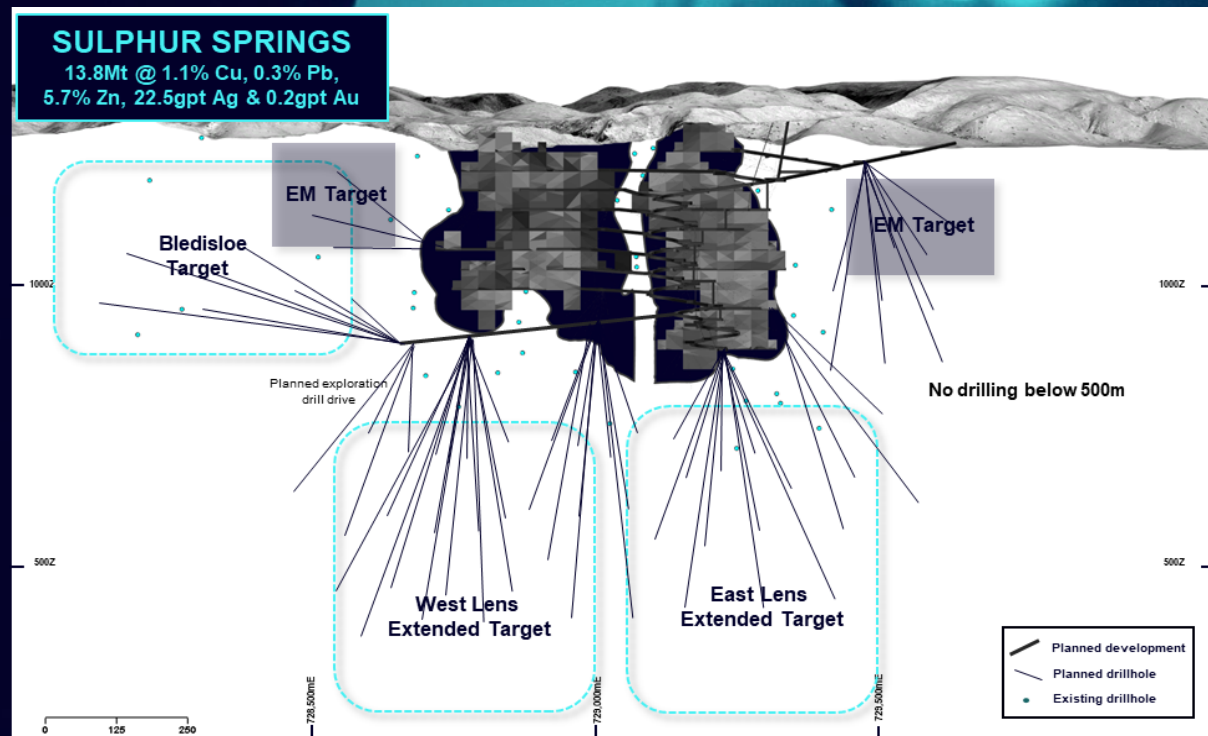 SULPHUR SPRINGS
13.8Mt @ 1.1% Cu, 0.3% Pb,
5.7% Zn, 22.5gpt Ag & 0.2gpt Au
EM Target
EM Target
Bledisloe
Target
1000Z
1000Z
Planned exploration
drill drive
No drilling below 500m
500Z
500Z
West Lens
Extended Target
East Lens
Extended Target
Planned development
Planned drillhole
Existing drillhole
728,500mE
729,000mE
729,500mE
0 125 250